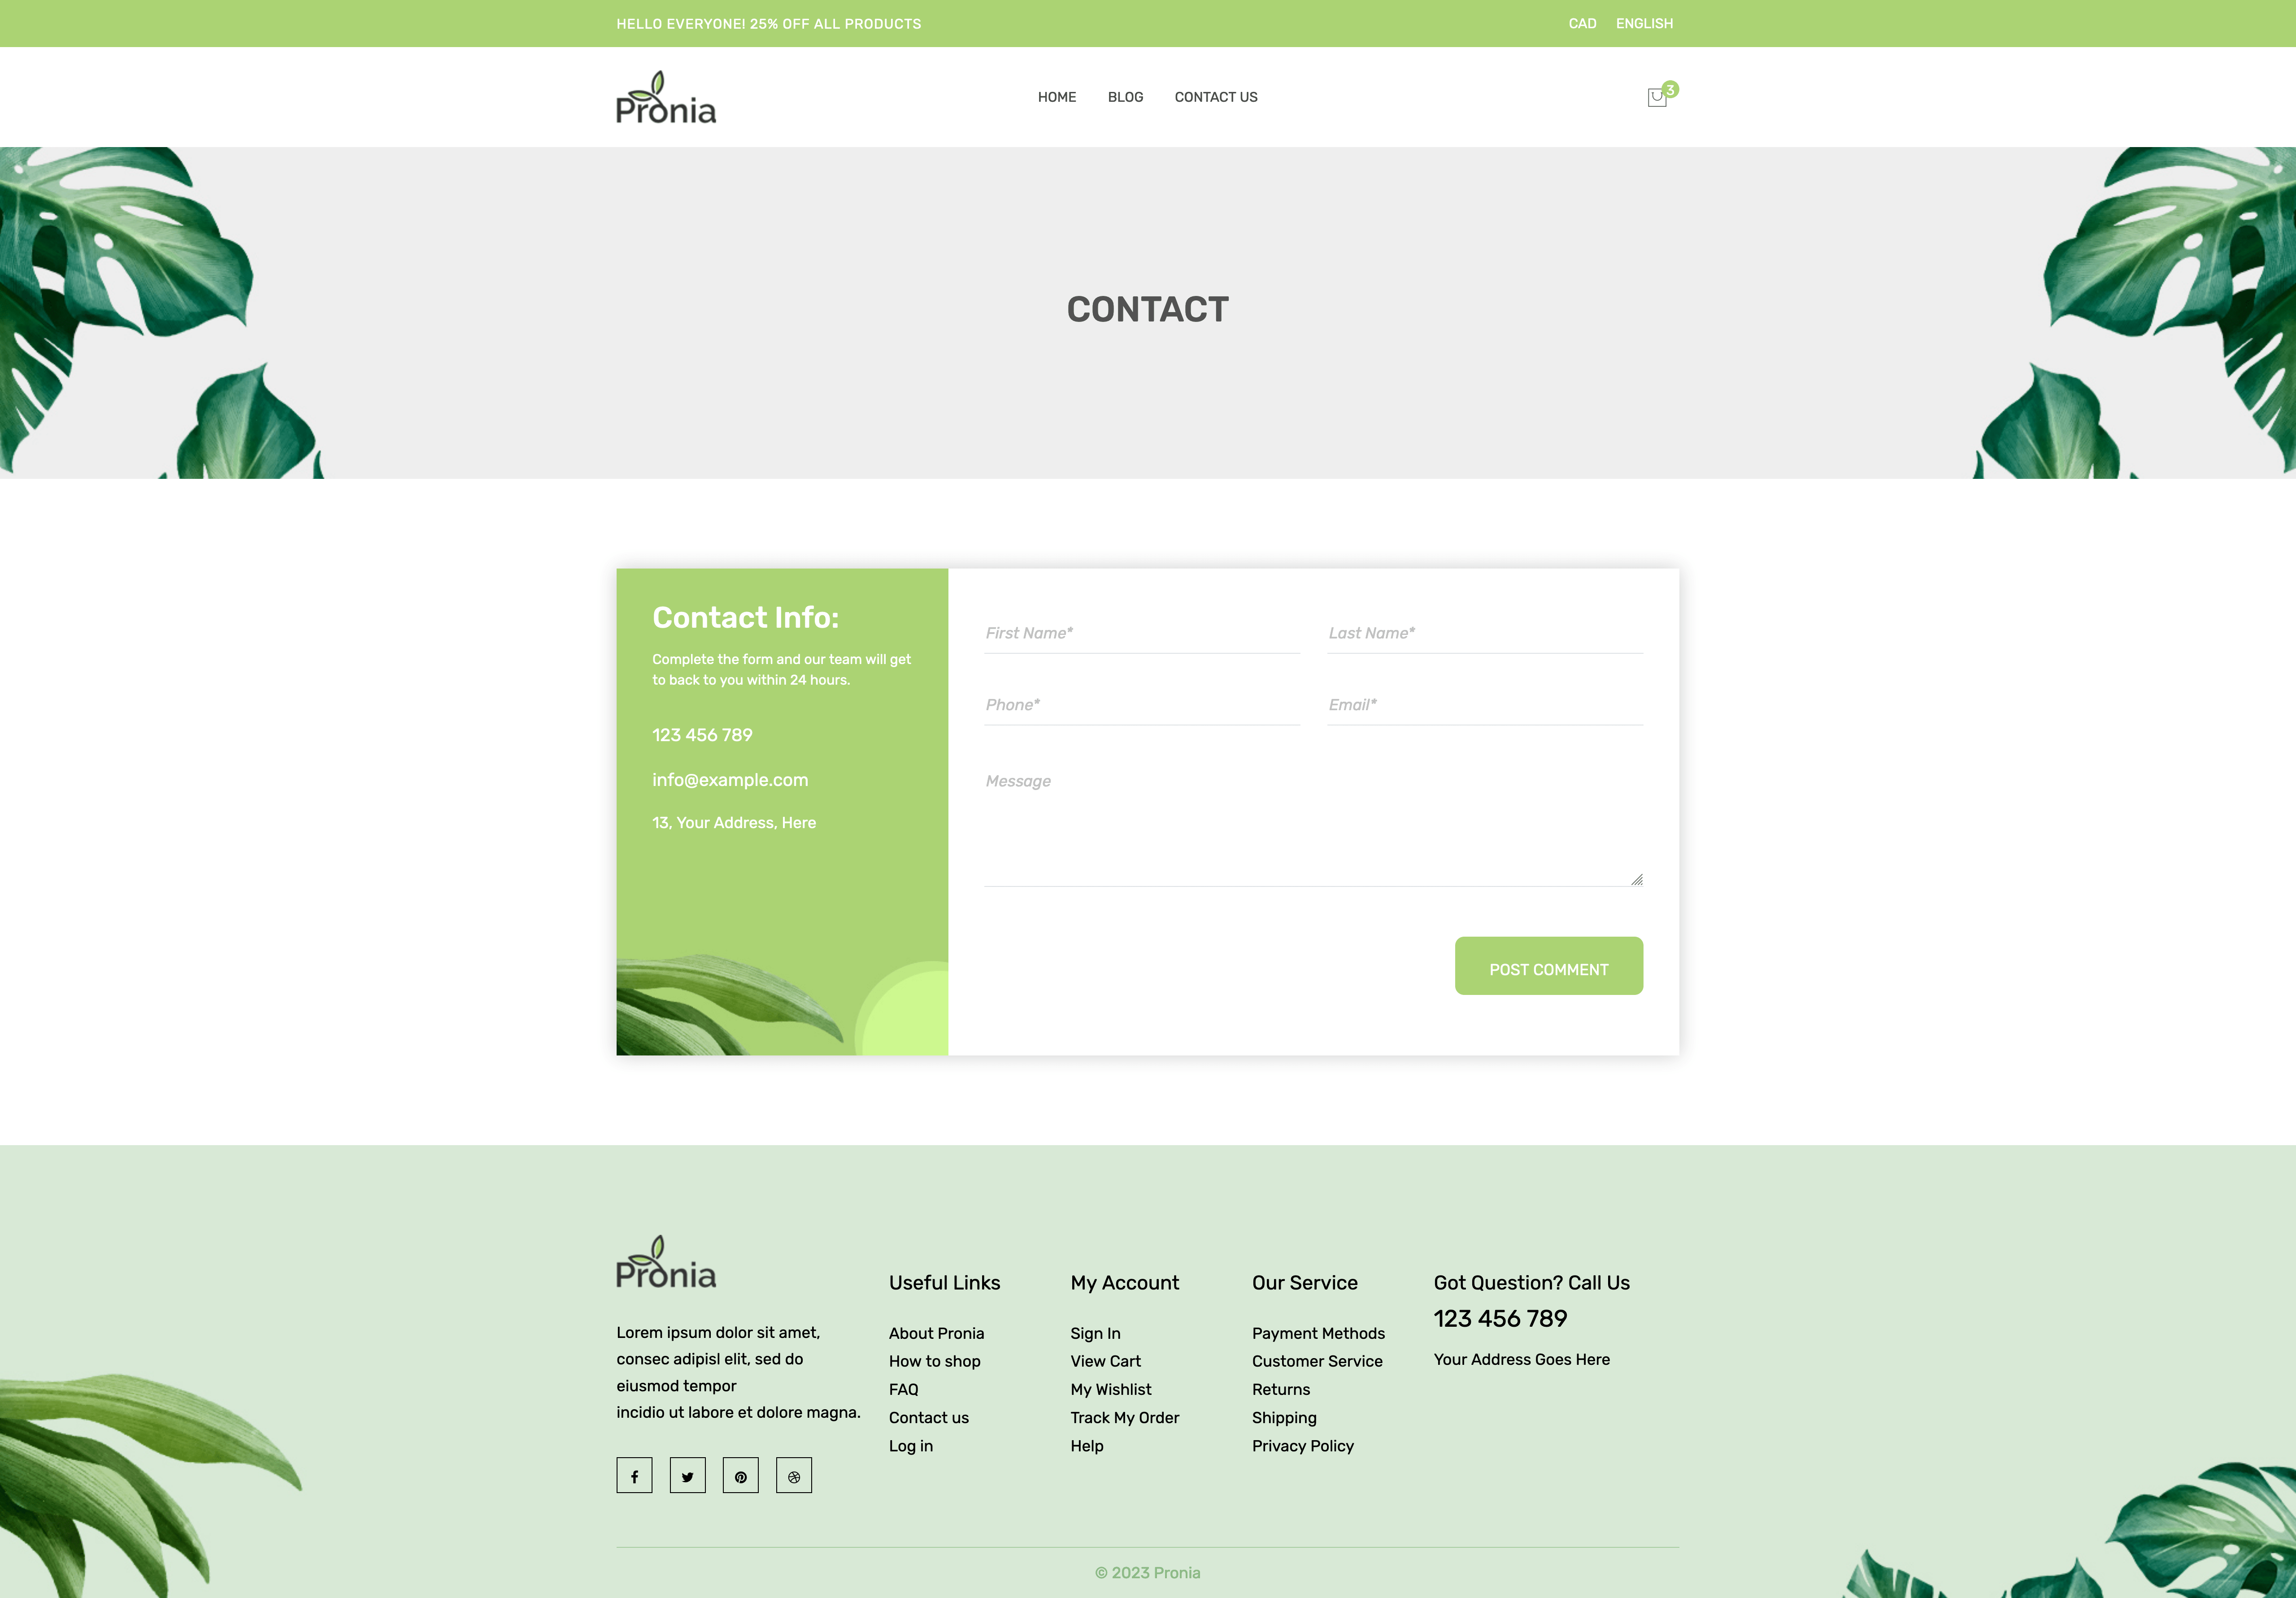 HELLO EVERYONE! 25% OFF ALL PRODUCTS
CAD ENGLISH
Pronia
HOME BLOG CONTACT US
3
CONTACT
Contact Info:
Complete the form and our team will get
to back to you within 24 hours.
123 456 789
info@example.com
13, Your Address, Here
First Name* Last Name*
Phone* Email*
Message
POST COMMENT
Pronia
Lorem ipsum dolor sit amet,
consec adipisl elit, sed do
eiusmod tempor
incidio ut labore et dolore magna.
Useful Links
About Pronia
How to shop
FAQ
Contact us
Log in
My Account
Sign In
View Cart
My Wishlist
Track My Order
Help
Our Service
Payment Methods
Customer Service
Returns
Shipping
Privacy Policy
Got Question? Call Us
123 456 789
Your Address Goes Here
© 2023 Pronia